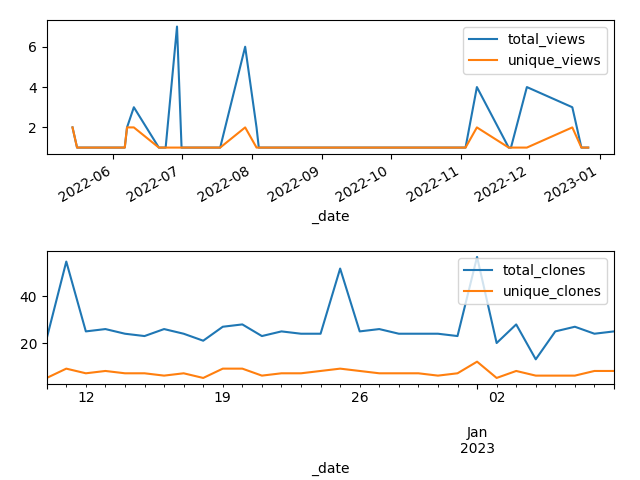 6
4
2
total_views
unique_views
2022-06
2022-07
2022-08
2022-09
2022-10
2022-11
2022-12
2023-01
_date
40
20
total_clones
unique_clones
12
19
26
02
Jan
2023
_date